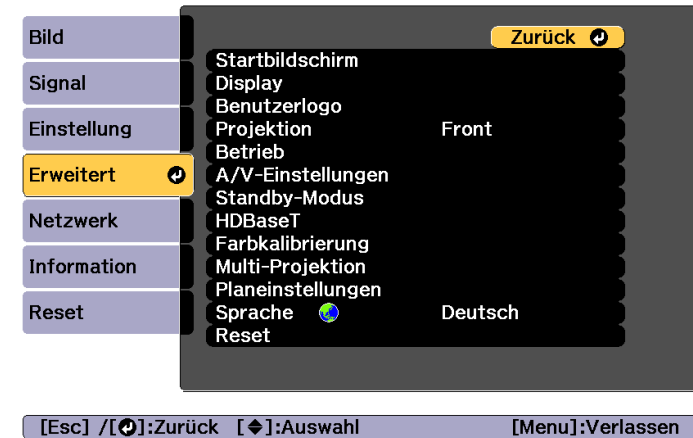 Bild
Signal
Einstellung
Erweitert
Netzwerk
Information
Reset
Zurück
Startbildschirm
Display
Benutzerlogo
Projektion Front
Betrieb
A/V-Einstellungen
Standby-Modus
HDBaseT
Farbkalibrierung
Multi-Projektion
Planeinstellungen
Sprache Deutsch
Reset
[Esc] /[ ]:Zurück [ ]:Auswahl [Menu]:Verlassen